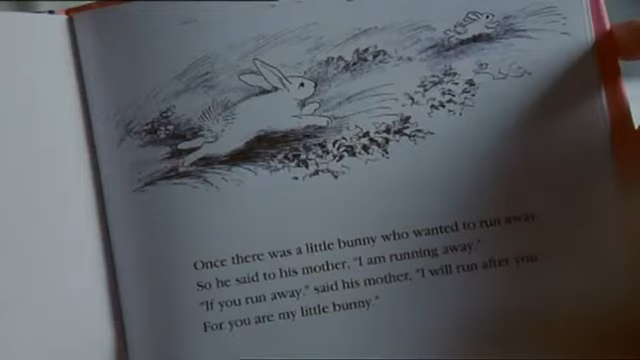 Once there was a little bunny who wanted to run away.
So he said to his mother, "I am running away."
"If you run away," said his mother, "I will run after you.
For you are my little bunny."